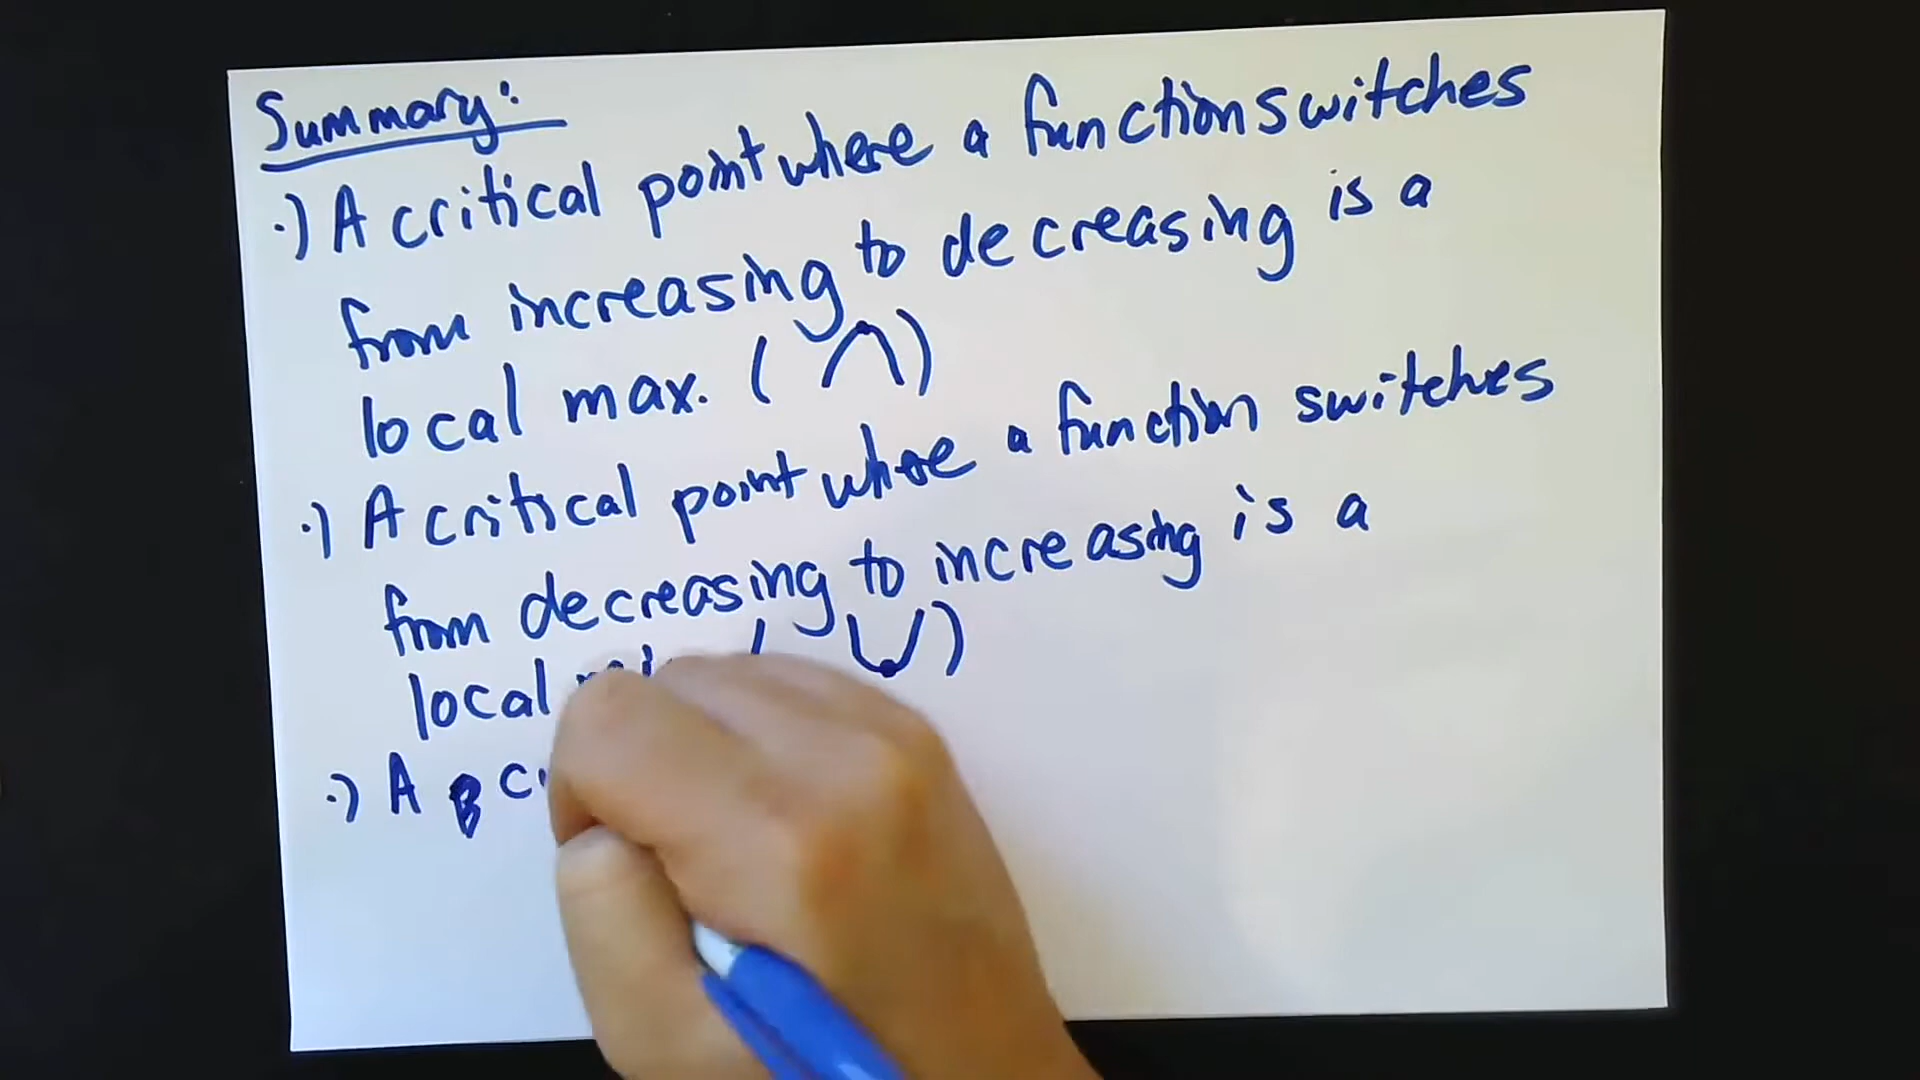 Summary:
·) A critical point where a function switches
from increasing to decreasing is a
local max. ( )
·) A critical point where a function switches
from decreasing to increasing is a
local ( )
·) A